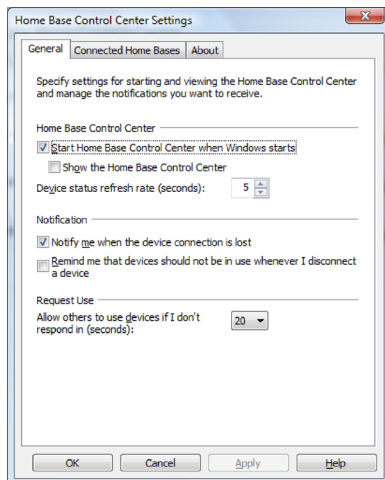 Home Base Control Center Settings
General
Connected Home Bases
About
Specify settings for starting and viewing the Home Base Control Center
and manage the notifications you want to receive.
Home Base Control Center
Start Home Base Control Center when Windows starts
Show the Home Base Control Center
Device status refresh rate (seconds):
5
Notification
Notify me when the device connection is lost
Remind me that devices should not be in use whenever I disconnect
a device
Request Use
Allow others to use devices if I don't
respond in (seconds):
20
OK
Cancel
Apply
Help